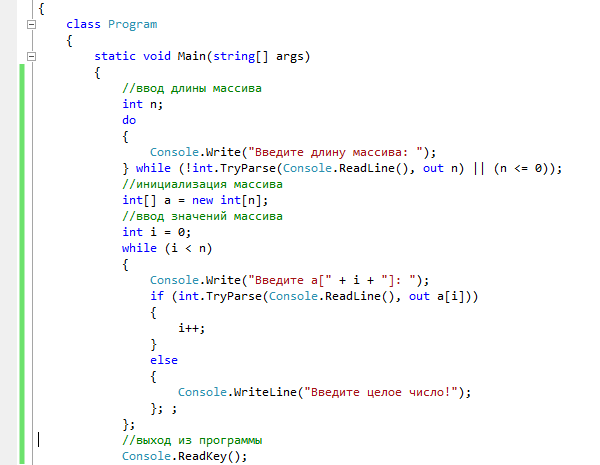 {
class Program
{
static void Main(string[] args)
{
//ввод длины массива
int n;
do
{
Console.Write("Введите длину массива: ");
} while (!int.TryParse(Console.ReadLine(), out n) || (n <= 0));
//инициализация массива
int[] a = new int[n];
//ввод значений массива
int i = 0;
while (i < n)
{
Console.Write("Введите a[" + i + "]: ");
if (int.TryParse(Console.ReadLine(), out a[i]))
{
i++;
}
else
{
Console.WriteLine("Введите целое число!");
}; ;
};
//выход из программы
Console.ReadKey();